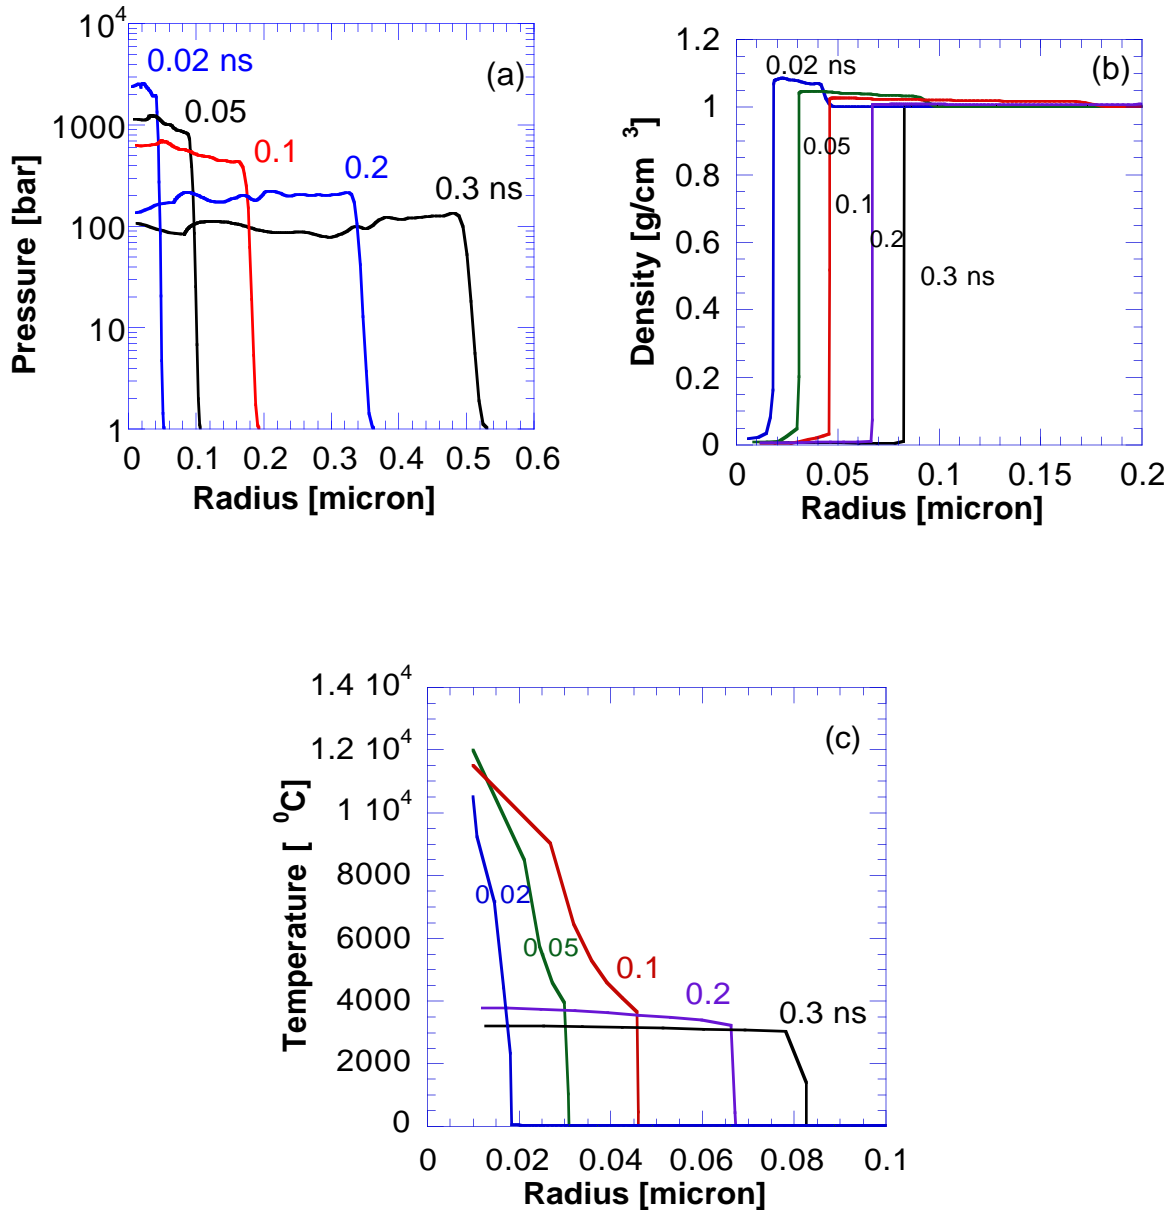 10^4
1000
100
10
1
Pressure [bar]
0.02 ns
0.05
0.1
0.2
0.3 ns
(a)
0 0.1 0.2 0.3 0.4 0.5 0.6
Radius [micron]
1.2
1
0.8
0.6
0.4
0.2
0
Density [g/cm ^3]
0.02 ns
(b)
0.05
0.1
0.2
0.3 ns
0 0.05 0.1 0.15 0.2
Radius [micron]
1.4 10^4
1.2 10^4
1 10^4
8000
6000
4000
2000
0
Temperature [ ^0C]
(c)
0.02
0.05
0.1
0.2
0.3 ns
0 0.02 0.04 0.06 0.08 0.1
Radius [micron]